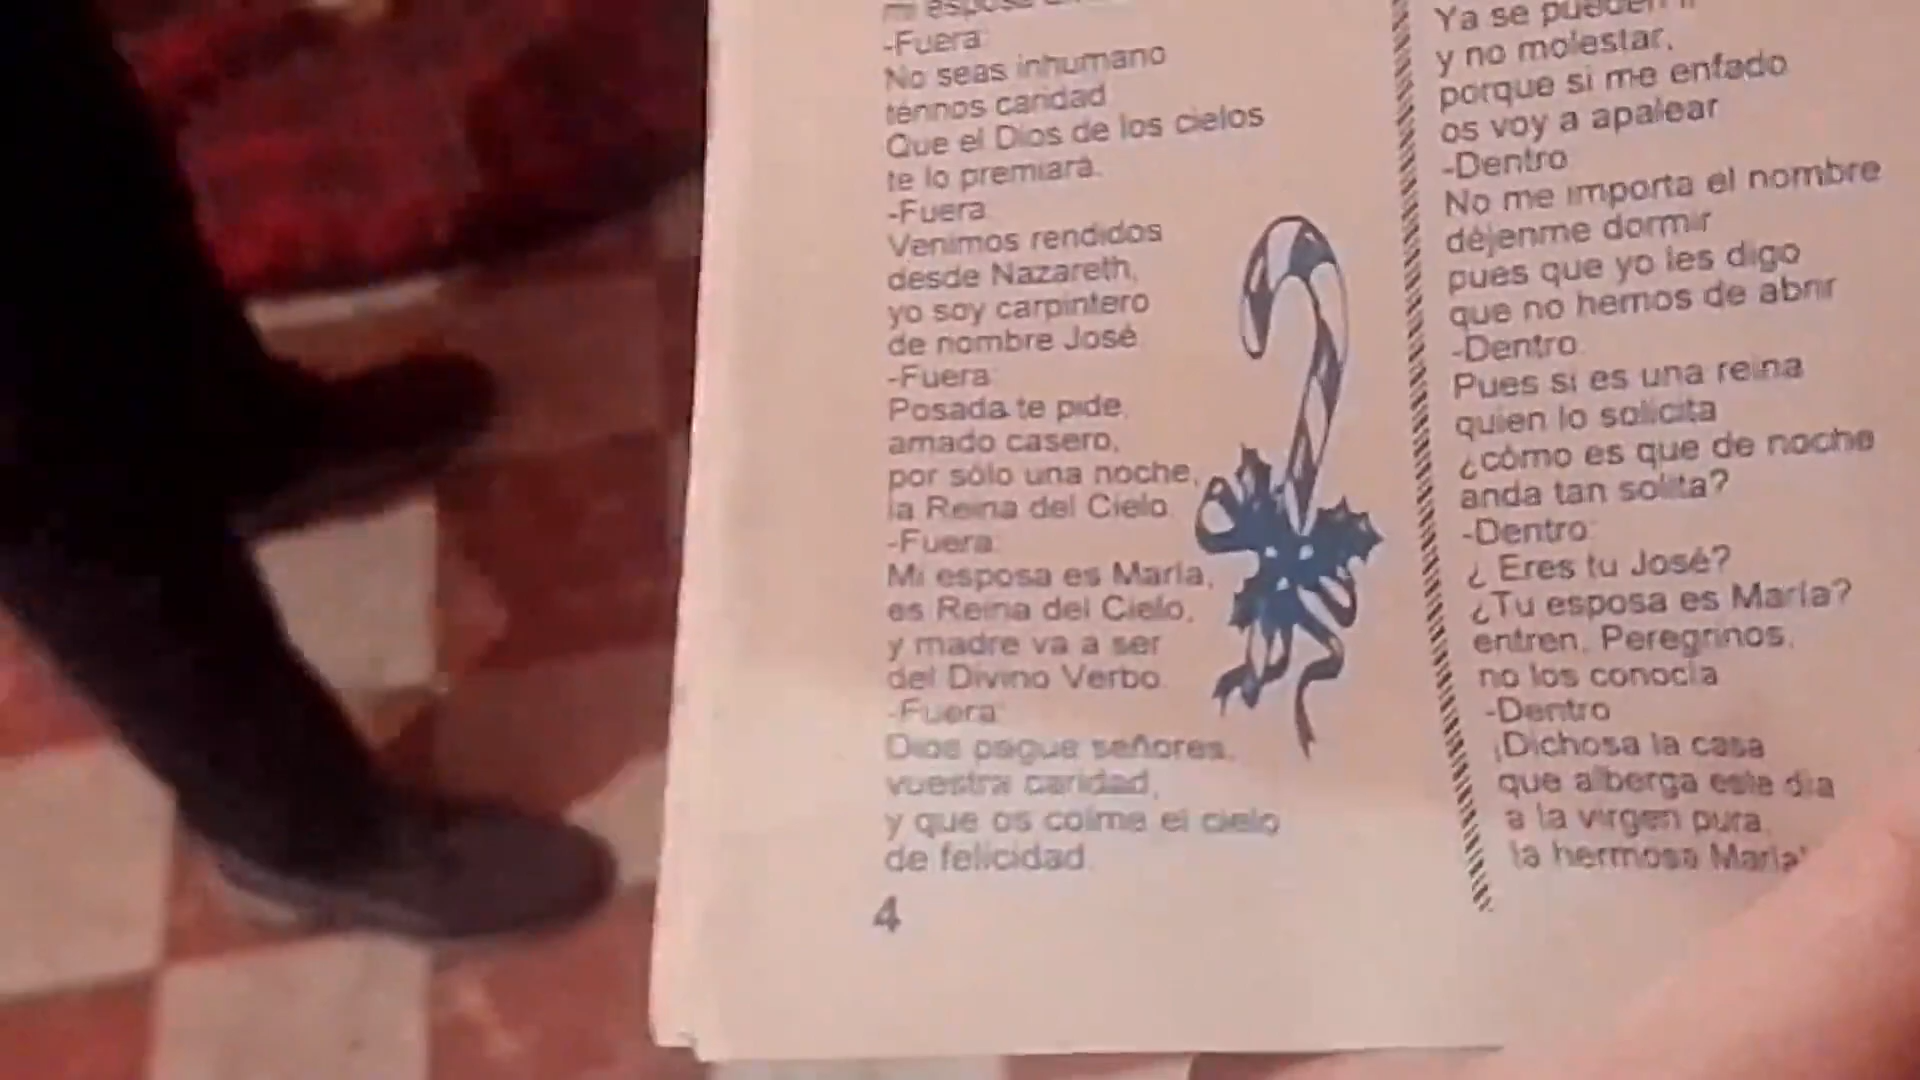 mi esposa
-Fuera:
No seas inhumano
ténnos caridad
Que el Dios de los cielos
te lo premiará.
-Fuera
Venimos rendidos
desde Nazareth,
yo soy carpintero
de nombre José
-Fuera:
Posada te pide,
amado casero,
por sólo una noche,
la Reina del Cielo.
-Fuera:
Mi esposa es María,
es Reina del Cielo,
y madre va a ser
del Divino Verbo.
-Fuera:
Dios pague señores,
vuestra caridad,
y que os colme el cielo
de felicidad.
4
Ya se pueden ir
y no molestar,
porque si me enfado
os voy a apalear
-Dentro
No me importa el nombre
déjenme dormir
pues que yo les digo
que no hemos de abrir
-Dentro
Pues si es una reina
quien lo solicita
¿cómo es que de noche
anda tan solita?
-Dentro:
¿ Eres tu José?
¿Tu esposa es María?
entren, Peregrinos,
no los conocía
-Dentro
¡Dichosa la casa
que alberga este día
a la virgen pura,
la hermosa María!